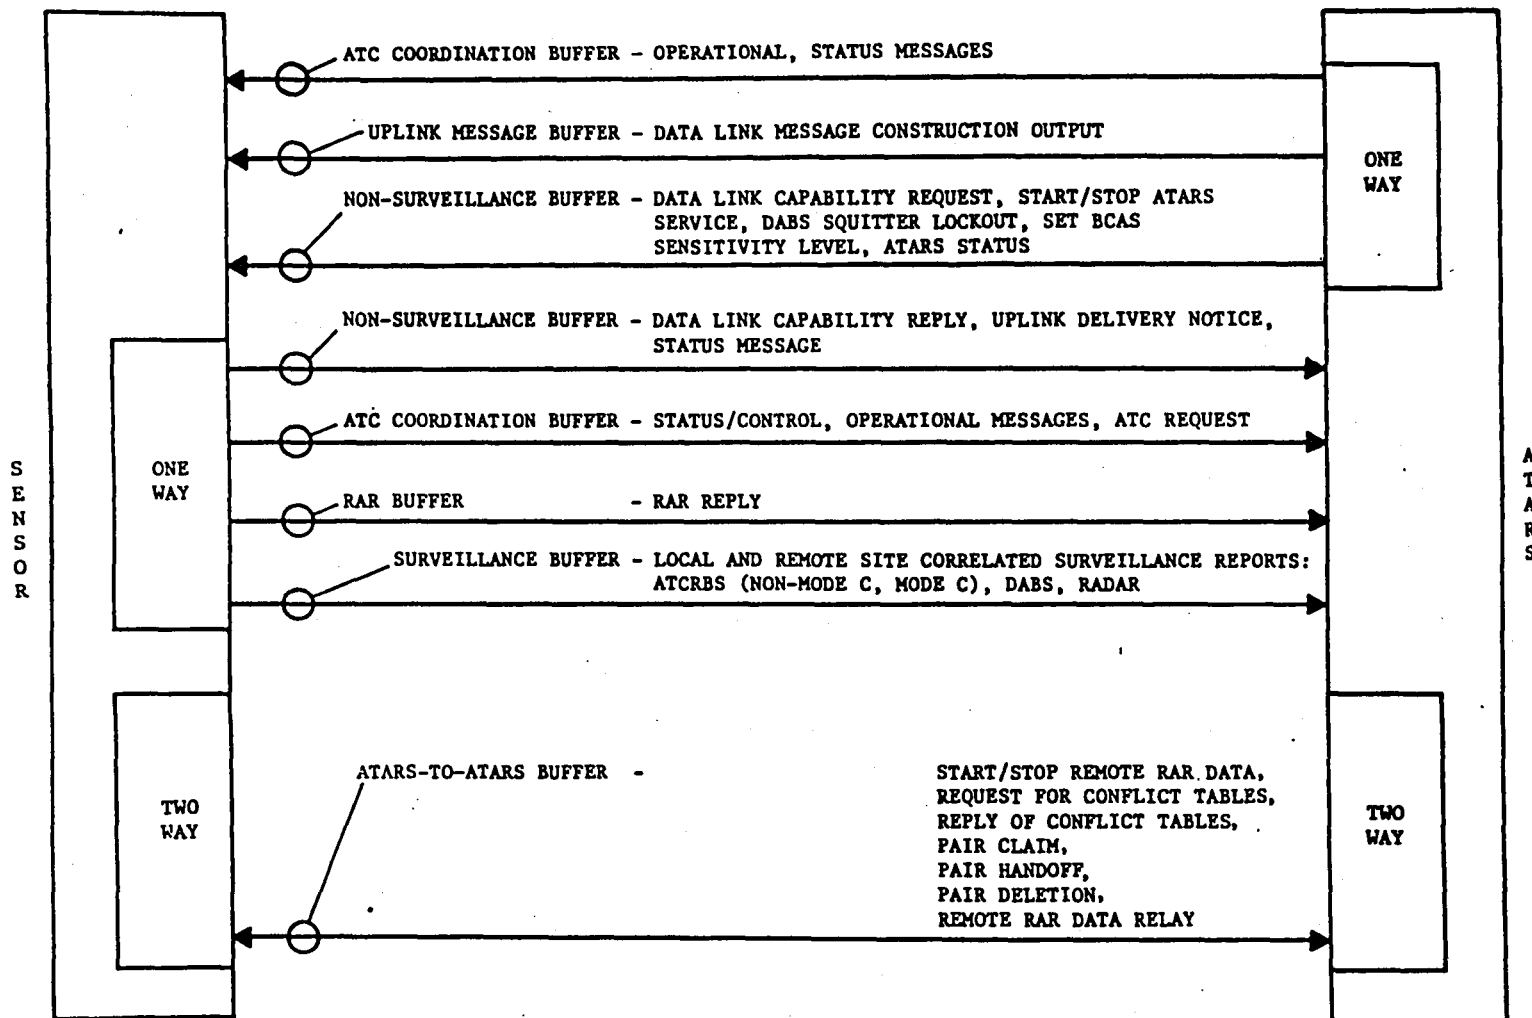 ATC COORDINATION BUFFER - OPERATIONAL, STATUS MESSAGES
UPLINK MESSAGE BUFFER - DATA LINK MESSAGE CONSTRUCTION OUTPUT
ONE
WAY
NON-SURVEILLANCE BUFFER - DATA LINK CAPABILITY REQUEST, START/STOP ATARS
SERVICE, DABS SQUITTER LOCKOUT, SET BCAS
SENSITIVITY LEVEL, ATARS STATUS
NON-SURVEILLANCE BUFFER - DATA LINK CAPABILITY REPLY, UPLINK DELIVERY NOTICE,
STATUS MESSAGE
ATC COORDINATION BUFFER - STATUS/CONTROL, OPERATIONAL MESSAGES, ATC REQUEST
SENSOR
ONE
WAY
ATARS
RAR BUFFER - RAR REPLY
SURVEILLANCE BUFFER - LOCAL AND REMOTE SITE CORRELATED SURVEILLANCE REPORTS:
ATCRBS (NON-MODE C, MODE C), DABS, RADAR
TWO
WAY
ATARS-TO-ATARS BUFFER -
START/STOP REMOTE RAR DATA,
REQUEST FOR CONFLICT TABLES,
REPLY OF CONFLICT TABLES,
PAIR CLAIM,
PAIR HANDOFF,
PAIR DELETION,
REMOTE RAR DATA RELAY
TWO
WAY